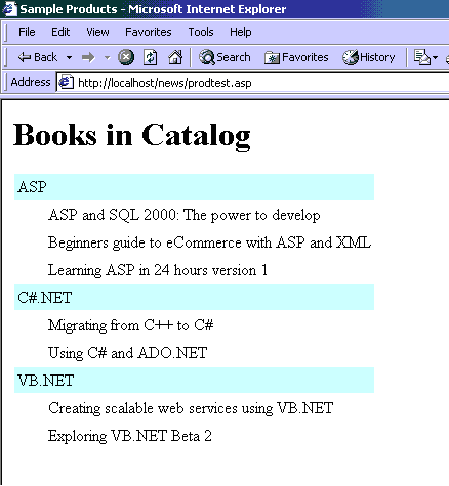 Sample Products - Microsoft Internet Explorer
File Edit View Favorites Tools Help
Back Search Favorites History
Address http://localhost/news/prodtest.asp
Books in Catalog
ASP
ASP and SQL 2000: The power to develop
Beginners guide to eCommerce with ASP and XML
Learning ASP in 24 hours version 1
C#.NET
Migrating from C++ to C#
Using C# and ADO.NET
VB.NET
Creating scalable web services using VB.NET
Exploring VB.NET Beta 2